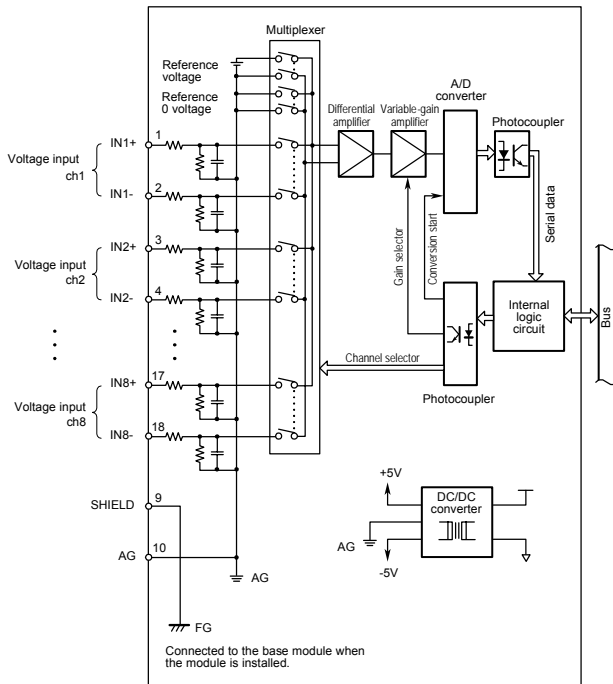 Multiplexer
Reference
voltage
Reference
0 voltage
Differential
amplifier
Variable-gain
amplifier
A/D
converter
Photocoupler
Voltage input
ch1
IN1+
1
IN1-
2
Voltage input
ch2
IN2+
3
IN2-
4
Gain selector
Conversion start
Serial data
Internal
logic
circuit
Bus
Channel selector
Photocoupler
Voltage input
ch8
IN8+
17
IN8-
18
SHIELD
9
AG
10
AG
FG
Connected to the base module when
the module is installed.
+5V
DC/DC
converter
AG
-5V